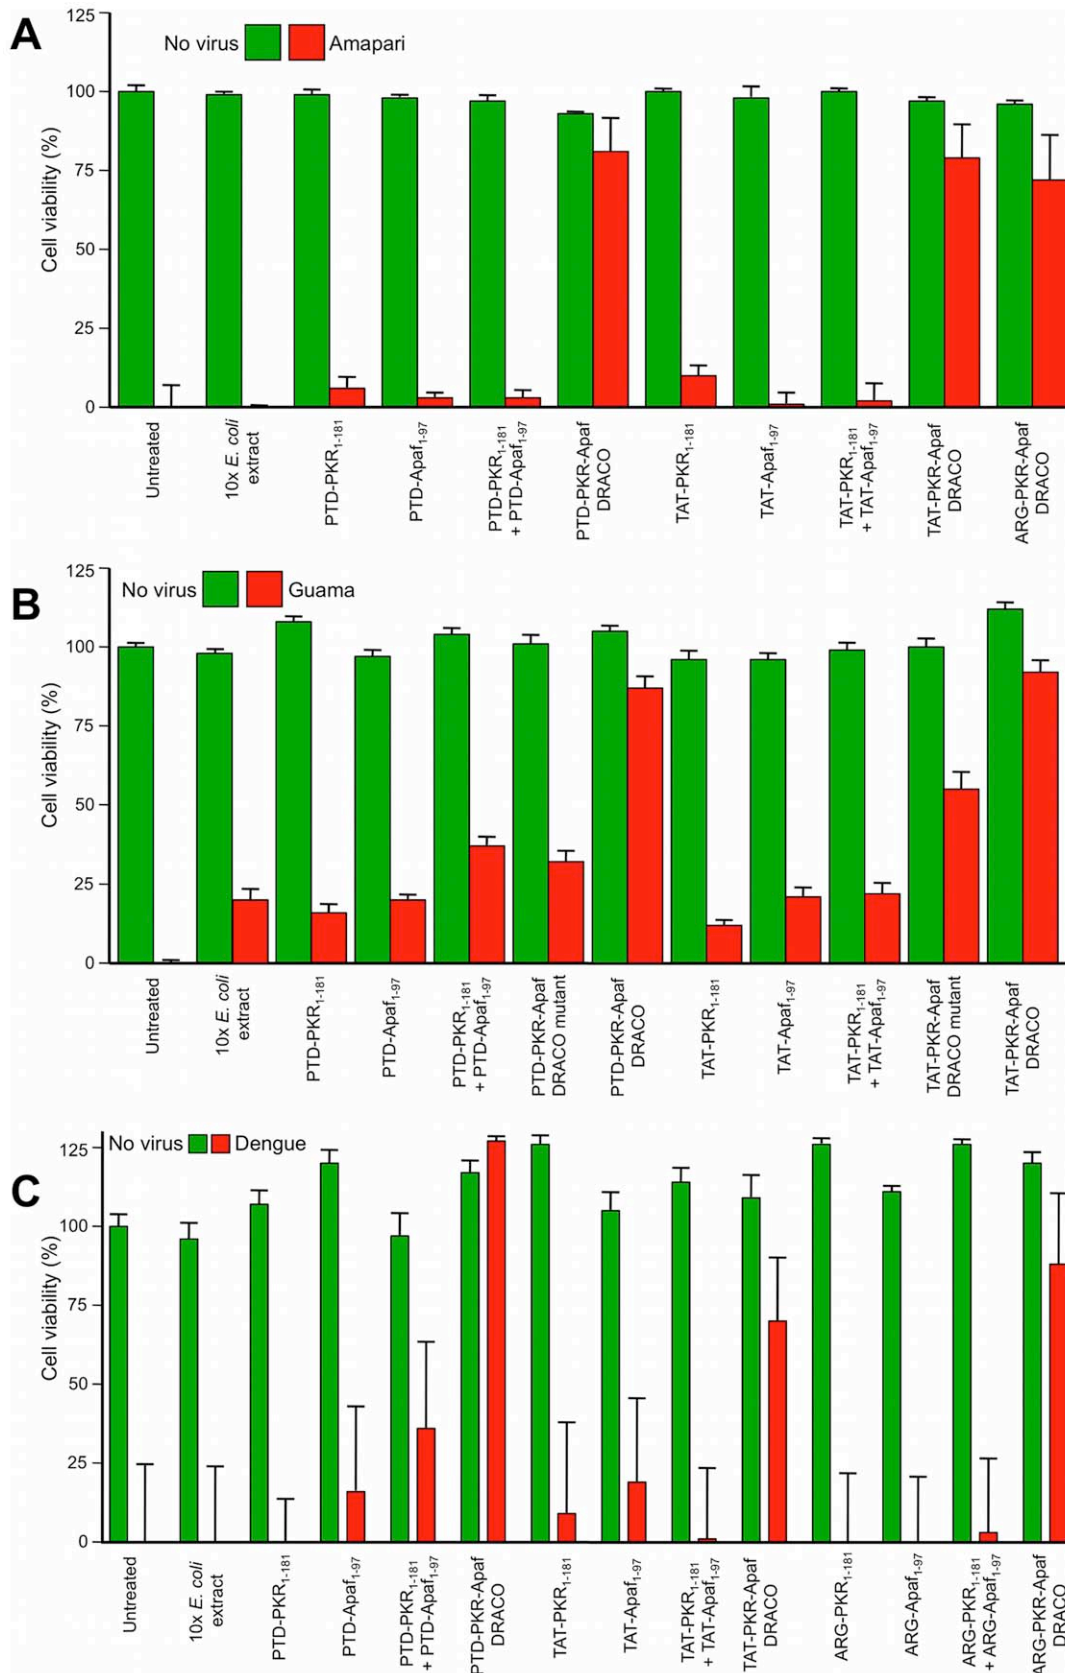 A
No virus Amapari
Cell viability (%)
125
100
75
50
25
0
Untreated
10x E. coli
extract
PTD-PKR1-181
PTD-Apaf1-97
PTD-PKR1-181
+ PTD-Apaf1-97
PTD-PKR-Apaf
DRACO
TAT-PKR1-181
TAT-Apaf1-97
TAT-PKR1-181
+ TAT-Apaf1-97
TAT-PKR-Apaf
DRACO
ARG-PKR-Apaf
DRACO
B
No virus Guama
Cell viability (%)
125
100
75
50
25
0
Untreated
10x E. coli
extract
PTD-PKR1-181
PTD-Apaf1-97
PTD-PKR1-181
+ PTD-Apaf1-97
PTD-PKR-Apaf
DRACO mutant
PTD-PKR-Apaf
DRACO
TAT-PKR1-181
TAT-Apaf1-97
TAT-PKR1-181
+ TAT-Apaf1-97
TAT-PKR-Apaf
DRACO mutant
TAT-PKR-Apaf
DRACO
C
No virus Dengue
Cell viability (%)
125
100
75
50
25
0
Untreated
10x E. coli
extract
PTD-PKR1-181
PTD-Apaf1-97
PTD-PKR1-181
+ PTD-Apaf1-97
PTD-PKR-Apaf
DRACO
TAT-PKR1-181
TAT-Apaf1-97
TAT-PKR1-181
+ TAT-Apaf1-97
TAT-PKR-Apaf
DRACO
ARG-PKR1-181
ARG-Apaf1-97
ARG-PKR1-181
+ ARG-Apaf1-97
ARG-PKR-Apaf
DRACO